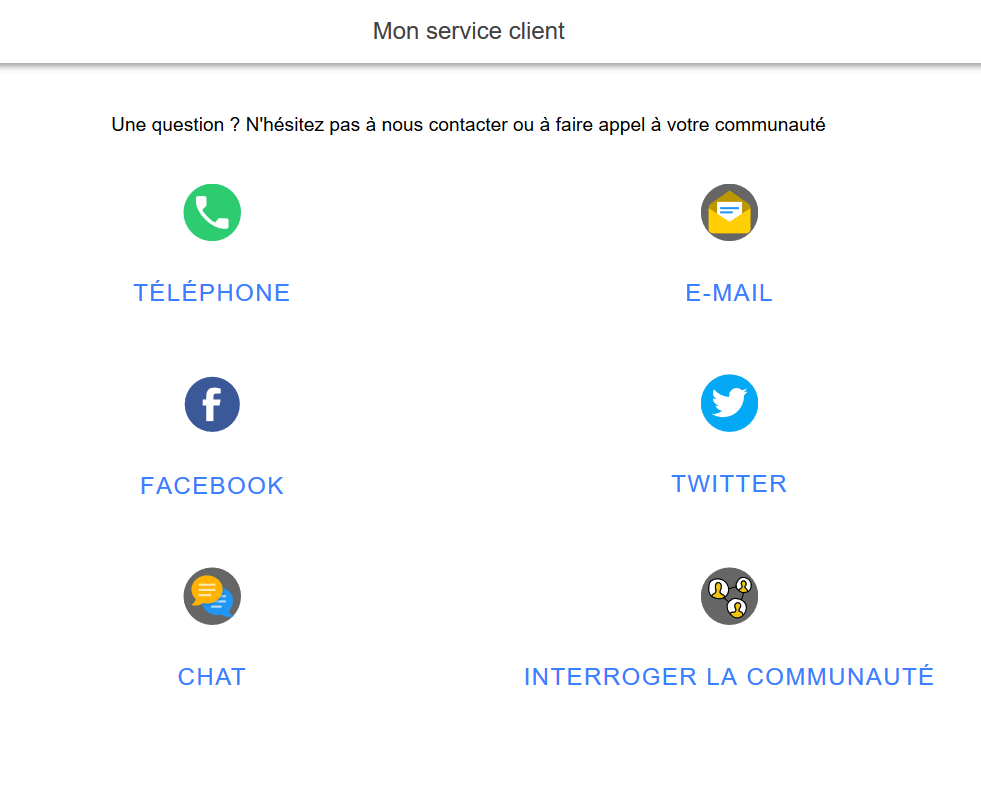 Mon service client
Une question ? N'hésitez pas à nous contacter ou à faire appel à votre communauté
TÉLÉPHONE
E-MAIL
FACEBOOK
TWITTER
CHAT
INTERROGER LA COMMUNAUTÉ